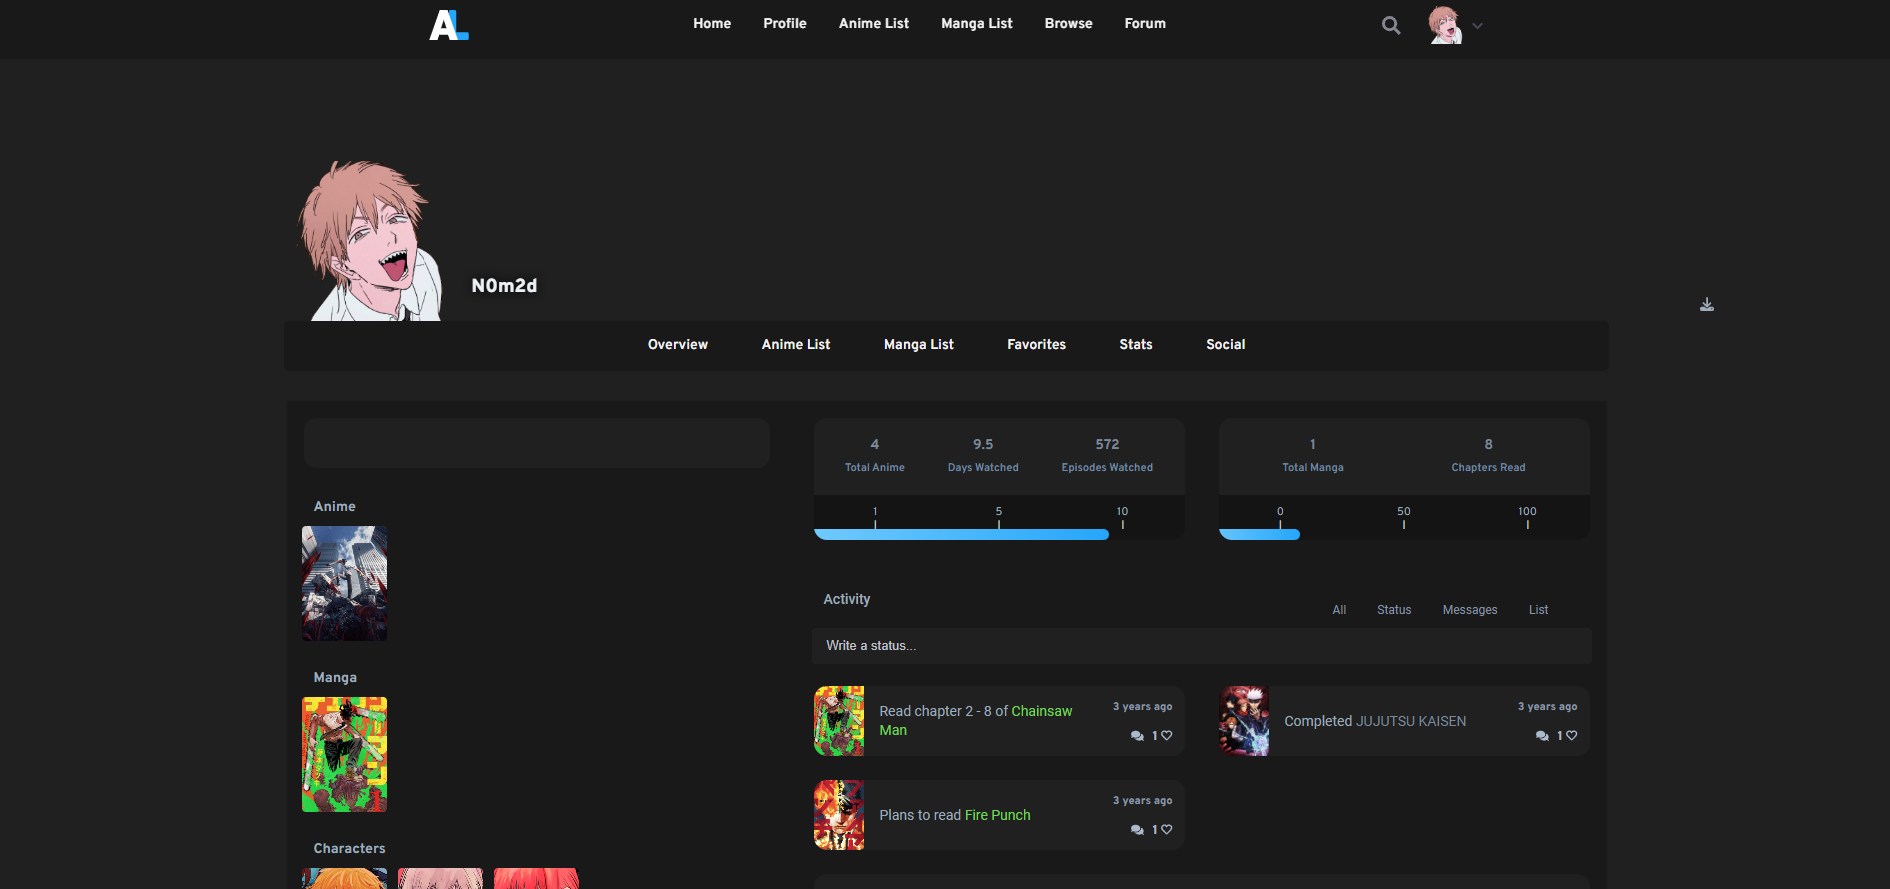 AL
Home Profile Anime List Manga List Browse Forum
N0m2d
Overview Anime List Manga List Favorites Stats Social
4 9.5 572
Total Anime Days Watched Episodes Watched
1 5 10
1 8
Total Manga Chapters Read
0 50 100
Anime
Manga
Characters
Activity
All Status Messages List
Write a status...
Read chapter 2 - 8 of Chainsaw
Man
3 years ago
1
Completed JUJUTSU KAISEN
3 years ago
1
Plans to read Fire Punch
3 years ago
1